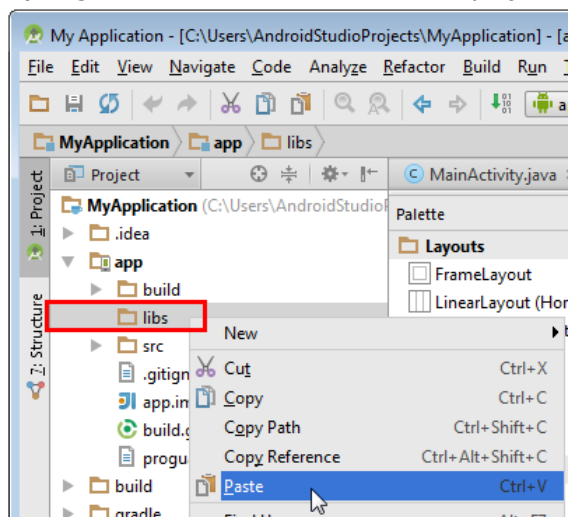 My Application - [C:\Users\AndroidStudioProjects\MyApplication] - [a
File Edit View Navigate Code Analyze Refactor Build Run
a
MyApplication app libs
1: Project
7: Structure
Project
MainActivity.java
MyApplication (C:\Users\AndroidStudio
Palette
.idea
Layouts
app
FrameLayout
build
LinearLayout (Hor
libs
src
.gitign
app.im
build.g
progu
build
gradle
New
Cut Ctrl+X
Copy Ctrl+C
Copy Path Ctrl+Shift+C
Copy Reference Ctrl+Alt+Shift+C
Paste Ctrl+V